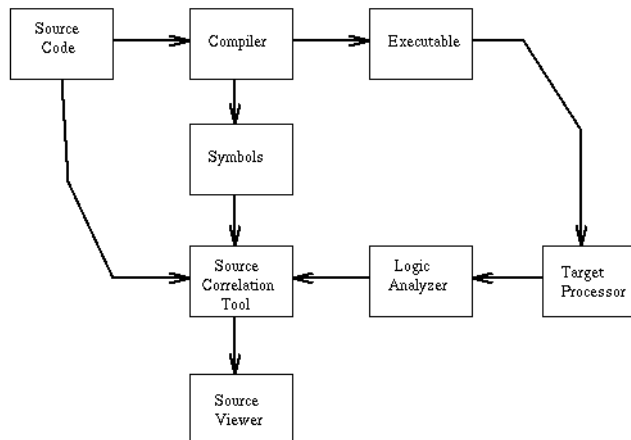 Source
Code
Compiler
Executable
Symbols
Source
Correlation
Tool
Logic
Analyzer
Target
Processor
Source
Viewer